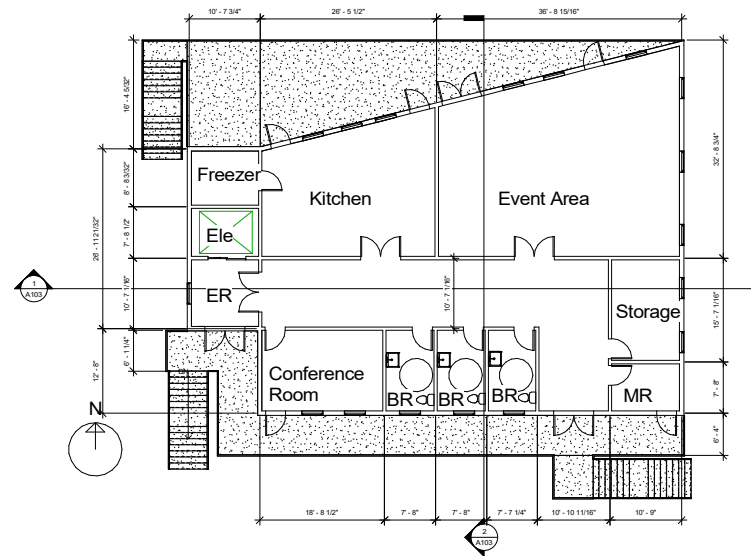 10' - 7 3/4"
26' - 5 1/2"
36' - 8 15/16"
16' - 4 5/32"
32' - 8 3/4"
26' - 11 21/32"
8' - 8 3/32"
Freezer
Kitchen
Event Area
7' - 8 1/2"
Ele
1
A103
10' - 7 1/16"
ER
10' - 7 1/16"
Storage
15' - 7 1/16"
6' - 11 1/4"
12' - 8"
Conference
Room
BR
BR
BR
MR
7' - 8"
N
6' - 4"
18' - 8 1/2"
7' - 8"
7' - 8"
7' - 7 1/4"
10' - 10 11/16"
10' - 9"
2
A103